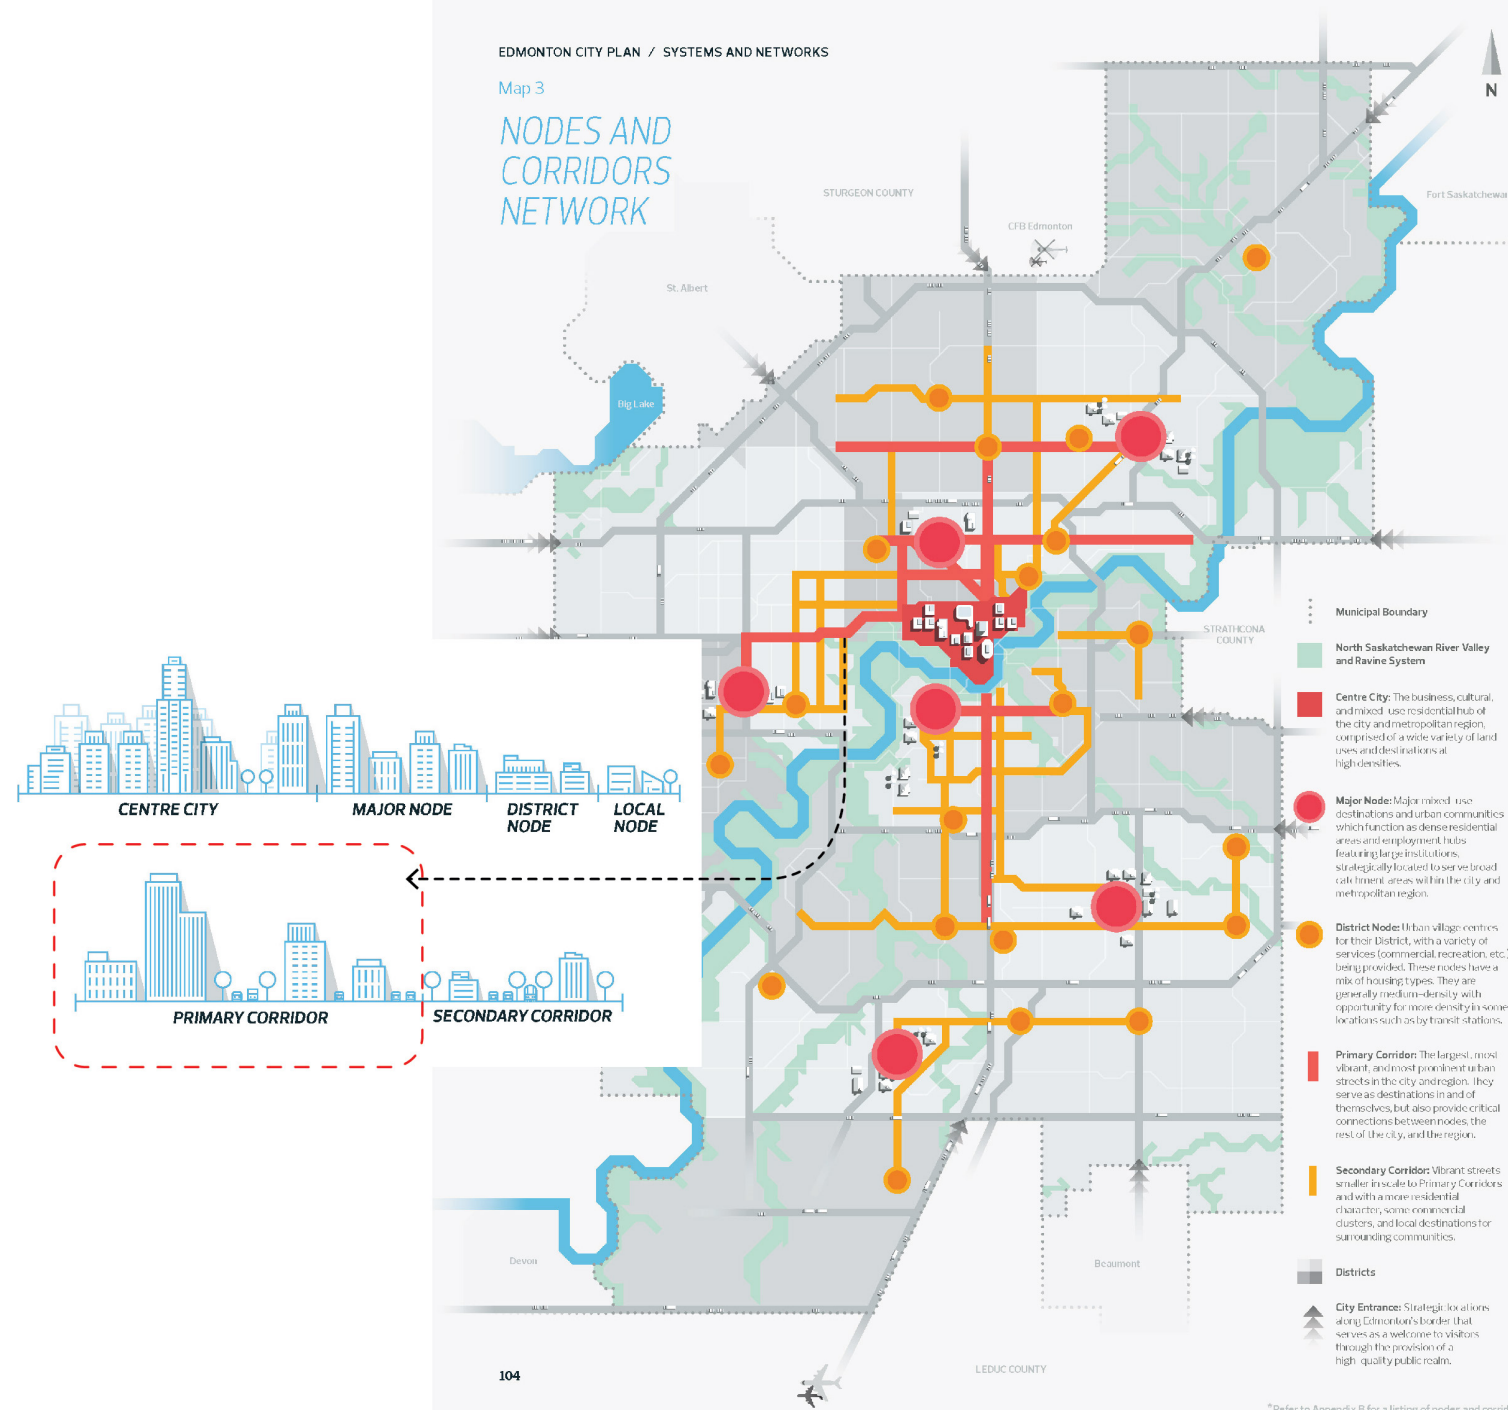 EDMONTON CITY PLAN / SYSTEMS AND NETWORKS
Map 3
NODES AND
CORRIDORS
NETWORK
N
STURGEON COUNTY
CFB Edmonton
Fort Saskatchewan
St. Albert
Big Lake
STRATHCONA
COUNTY
CENTRE CITY
MAJOR NODE
DISTRICT
NODE
LOCAL
NODE
PRIMARY CORRIDOR
SECONDARY CORRIDOR
Devon
Beaumont
LEDUC COUNTY
Municipal Boundary
North Saskatchewan River Valley
and Ravine System
Centre City: The business, cultural,
and mixed-use residential hub of
the city and metropolitan region,
comprised of a wide variety of land
uses and destinations at
high densities.
Major Node: Major mixed-use
destinations and urban communities
which function as dense residential
areas and employment hubs
featuring large institutions,
strategically located to serve broad
catchment areas within the city and
metropolitan region.
District Node: Urban village centres
for their District, with a variety of
services (commercial, recreation, etc.)
being provided. These nodes have a
mix of housing types. They are
generally medium-density with
opportunity for more density in some
locations such as by transit stations.
Primary Corridor: The largest, most
vibrant, and most prominent urban
streets in the city and region. They
serve as destinations in and of
themselves, but also provide critical
connections between nodes, the
rest of the city, and the region.
Secondary Corridor: Vibrant streets
smaller in scale to Primary Corridors
and with a more residential
character, some commercial
clusters, and local destinations for
surrounding communities.
Districts
City Entrance: Strategic locations
along Edmonton's border that
serves as a welcome to visitors
through the provision of a
high-quality public realm.
104